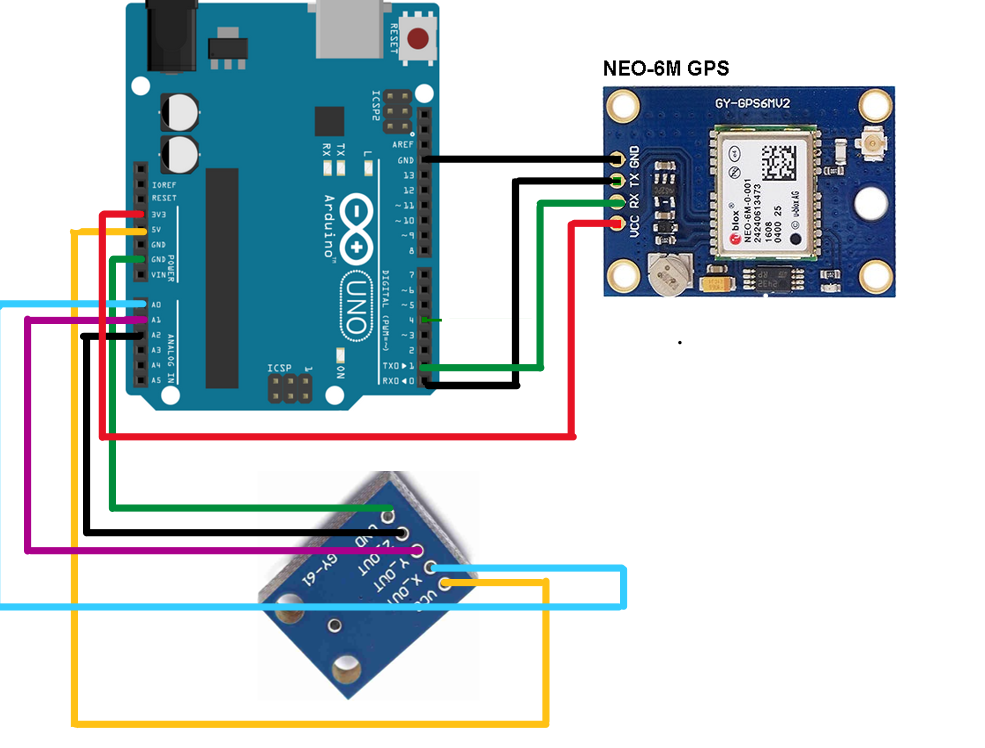 RESET
ICSP2
NEO-6M GPS
GY-GPS6MV2
AREF
GND
13
12
~11
~10
~9
8
RX
TX
L
IOREF
RESET
3V3
5V
GND
GND
VIN
POWER
Arduino™
UNO
DIGITAL (PWM=~)
7
~6
~5
4
~3
2
TX0▶1
RX0◀0
A0
A1
A2
A3
A4
A5
ANALOG IN
ICSP
1
ON
GND
TX
RX
VCC
ublox®
NEO-6M-0-001
24240613473
1608
0400 25
© u-blox AG
GND
Z_OUT
Y_OUT
X_OUT
VCC
GY-61